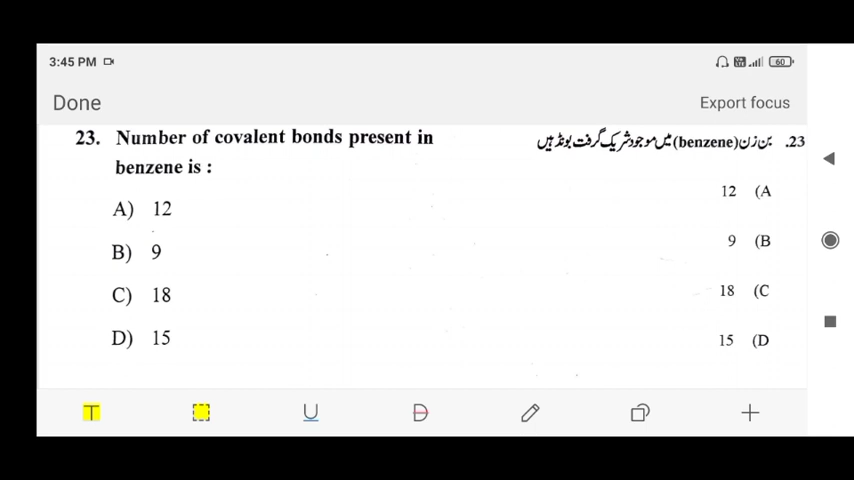 3:45 PM
60
Done
Export focus
23. Number of covalent bonds present in
benzene is :
A) 12
B) 9
C) 18
D) 15
23. بن زن (benzene) میں موجود شریک گرفت بونڈ ہیں
12 (A
9 (B
18 (C
15 (D
T
U
D